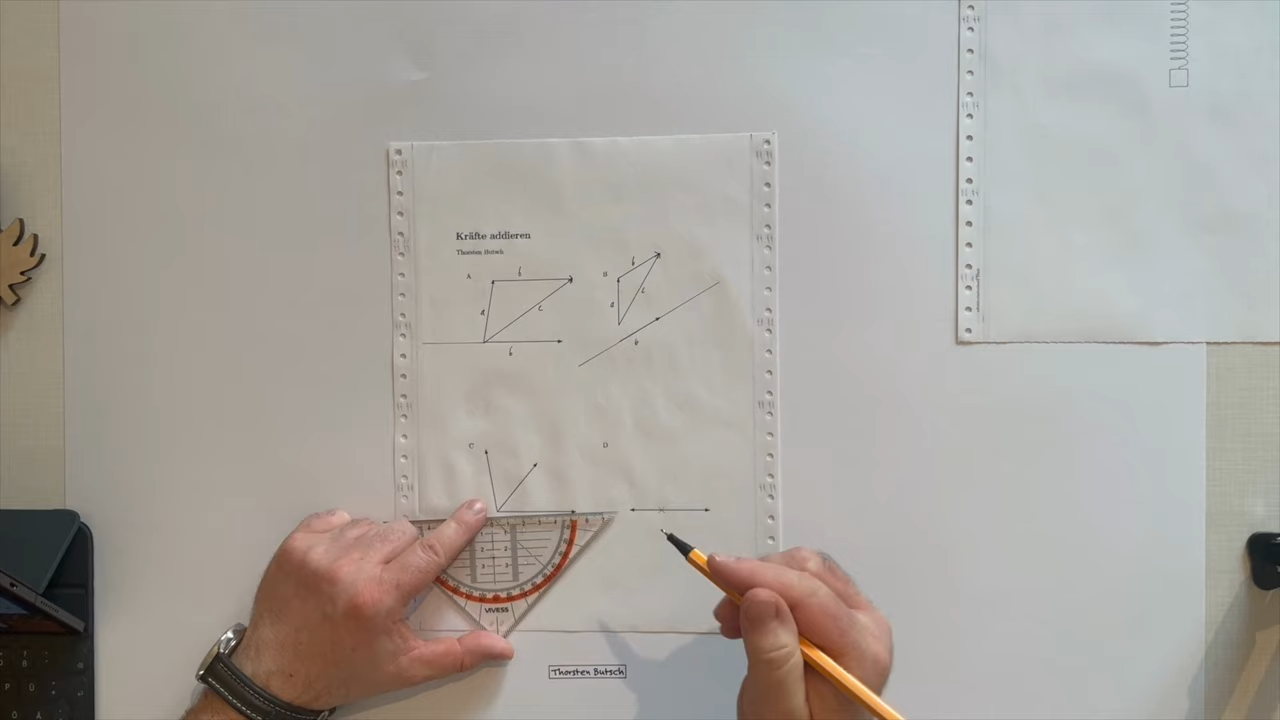 Kräfte addieren
Thorsten Butsch
A
b
a
c
b
B
b
a
c
b
C
D
VIVESS
Thorsten Butsch